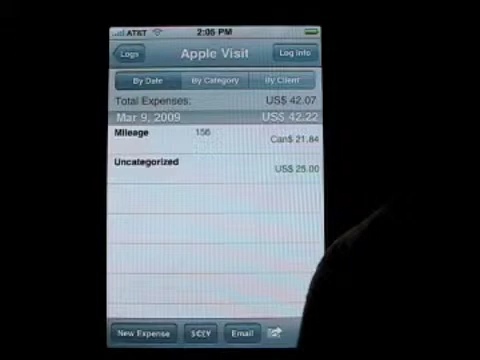 AT&T 2:06 PM
Logs Apple Visit Log Info
By Date By Category By Client
Total Expenses: US$ 42.07
Mar 9, 2009 US$ 42.22
Mileage 156 Can$ 21.84
Uncategorized US$ 25.00
New Expense Email